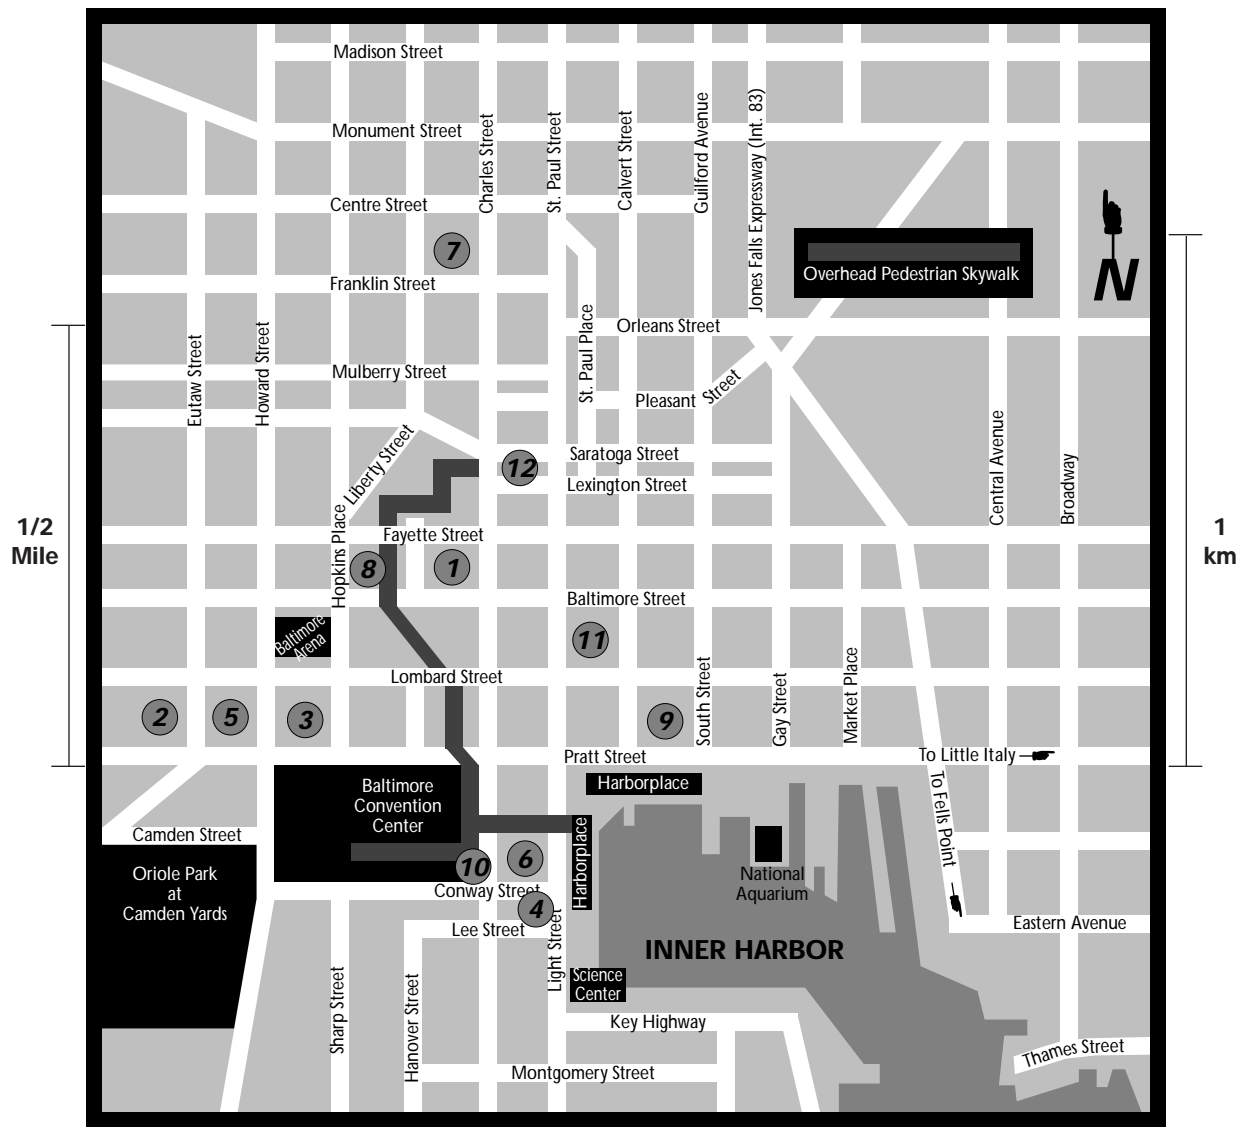 Madison Street
Monument Street
Charles Street
St. Paul Street
Calvert Street
Guilford Avenue
Jones Falls Expressway (Int. 83)
Centre Street
7
Overhead Pedestrian Skywalk
N
Franklin Street
Orleans Street
St. Paul Place
Eutaw Street
Howard Street
Mulberry Street
Pleasant Street
Liberty Street
Saratoga Street
12
Lexington Street
Central Avenue
Broadway
1/2
Mile
1
km
Hopkins Place
Fayette Street
8
1
Baltimore Street
Baltimore
Arena
11
Lombard Street
South Street
Gay Street
Market Place
2
5
3
9
Pratt Street
To Little Italy
Harborplace
Baltimore
Convention
Center
To Fells Point
Camden Street
Harborplace
10
6
Oriole Park
at
Camden Yards
National
Aquarium
Conway Street
4
Lee Street
Light Street
Eastern Avenue
INNER HARBOR
Science
Center
Sharp Street
Hanover Street
Key Highway
Thames Street
Montgomery Street